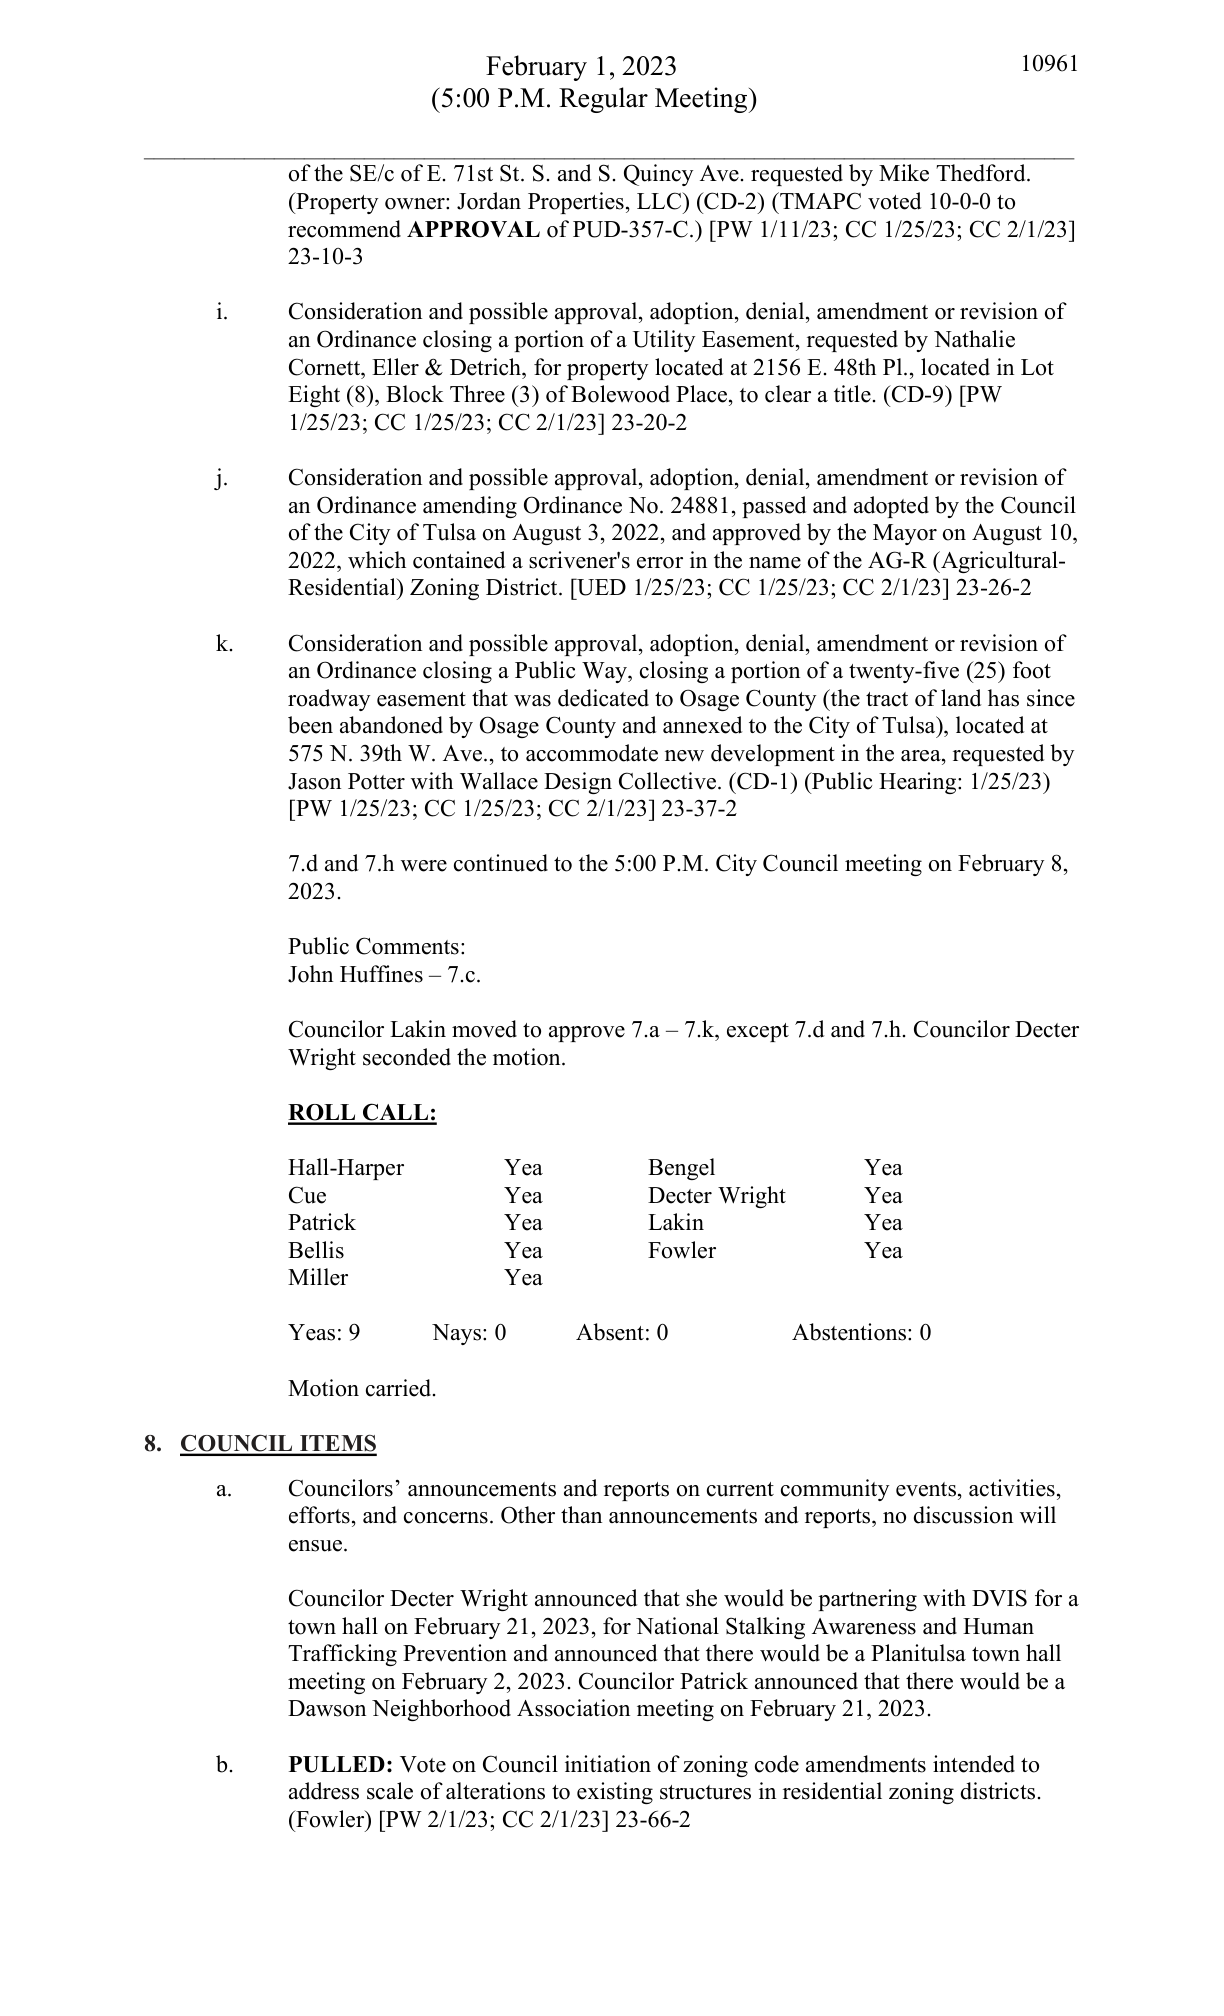 February 1, 2023
10961
(5:00 P.M. Regular Meeting)
of the SE/c of E. 71st St. S. and S. Quincy Ave. requested by Mike Thedford.
(Property owner: Jordan Properties, LLC) (CD-2) (TMAPC voted 10-0-0 to
recommend APPROVAL of PUD-357-C.) [PW 1/11/23; CC 1/25/23; CC 2/1/23]
23-10-3
i. Consideration and possible approval, adoption, denial, amendment or revision of
an Ordinance closing a portion of a Utility Easement, requested by Nathalie
Cornett, Eller & Detrich, for property located at 2156 E. 48th Pl., located in Lot
Eight (8), Block Three (3) of Bolewood Place, to clear a title. (CD-9) [PW
1/25/23; CC 1/25/23; CC 2/1/23] 23-20-2
j. Consideration and possible approval, adoption, denial, amendment or revision of
an Ordinance amending Ordinance No. 24881, passed and adopted by the Council
of the City of Tulsa on August 3, 2022, and approved by the Mayor on August 10,
2022, which contained a scrivener's error in the name of the AG-R (Agricultural-
Residential) Zoning District. [UED 1/25/23; CC 1/25/23; CC 2/1/23] 23-26-2
k. Consideration and possible approval, adoption, denial, amendment or revision of
an Ordinance closing a Public Way, closing a portion of a twenty-five (25) foot
roadway easement that was dedicated to Osage County (the tract of land has since
been abandoned by Osage County and annexed to the City of Tulsa), located at
575 N. 39th W. Ave., to accommodate new development in the area, requested by
Jason Potter with Wallace Design Collective. (CD-1) (Public Hearing: 1/25/23)
[PW 1/25/23; CC 1/25/23; CC 2/1/23] 23-37-2
7.d and 7.h were continued to the 5:00 P.M. City Council meeting on February 8,
2023.
Public Comments:
John Huffines – 7.c.
Councilor Lakin moved to approve 7.a – 7.k, except 7.d and 7.h. Councilor Decter
Wright seconded the motion.
ROLL CALL:
Hall-Harper Yea Bengel Yea
Cue Yea Decter Wright Yea
Patrick Yea Lakin Yea
Bellis Yea Fowler Yea
Miller Yea
Yeas: 9 Nays: 0 Absent: 0 Abstentions: 0
Motion carried.
8. COUNCIL ITEMS
a. Councilors’ announcements and reports on current community events, activities,
efforts, and concerns. Other than announcements and reports, no discussion will
ensue.
Councilor Decter Wright announced that she would be partnering with DVIS for a
town hall on February 21, 2023, for National Stalking Awareness and Human
Trafficking Prevention and announced that there would be a Planitulsa town hall
meeting on February 2, 2023. Councilor Patrick announced that there would be a
Dawson Neighborhood Association meeting on February 21, 2023.
b. PULLED: Vote on Council initiation of zoning code amendments intended to
address scale of alterations to existing structures in residential zoning districts.
(Fowler) [PW 2/1/23; CC 2/1/23] 23-66-2